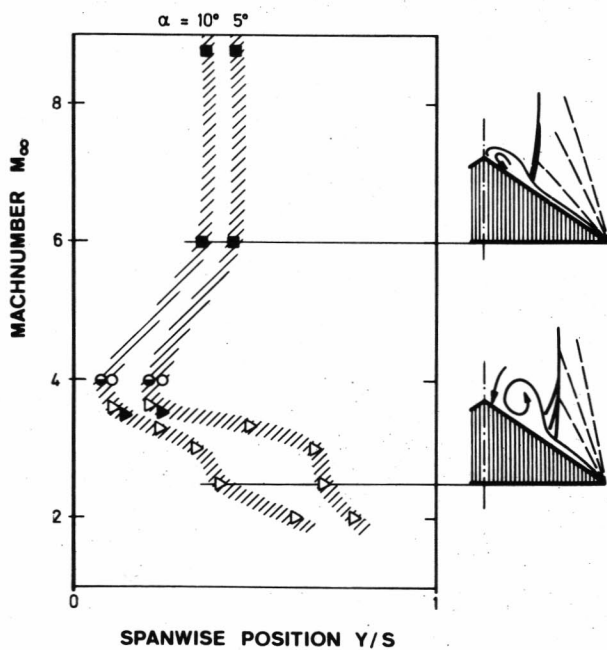 α = 10° 5°
8
6
4
2
0
1
MACHNUMBER M∞
SPANWISE POSITION Y/S